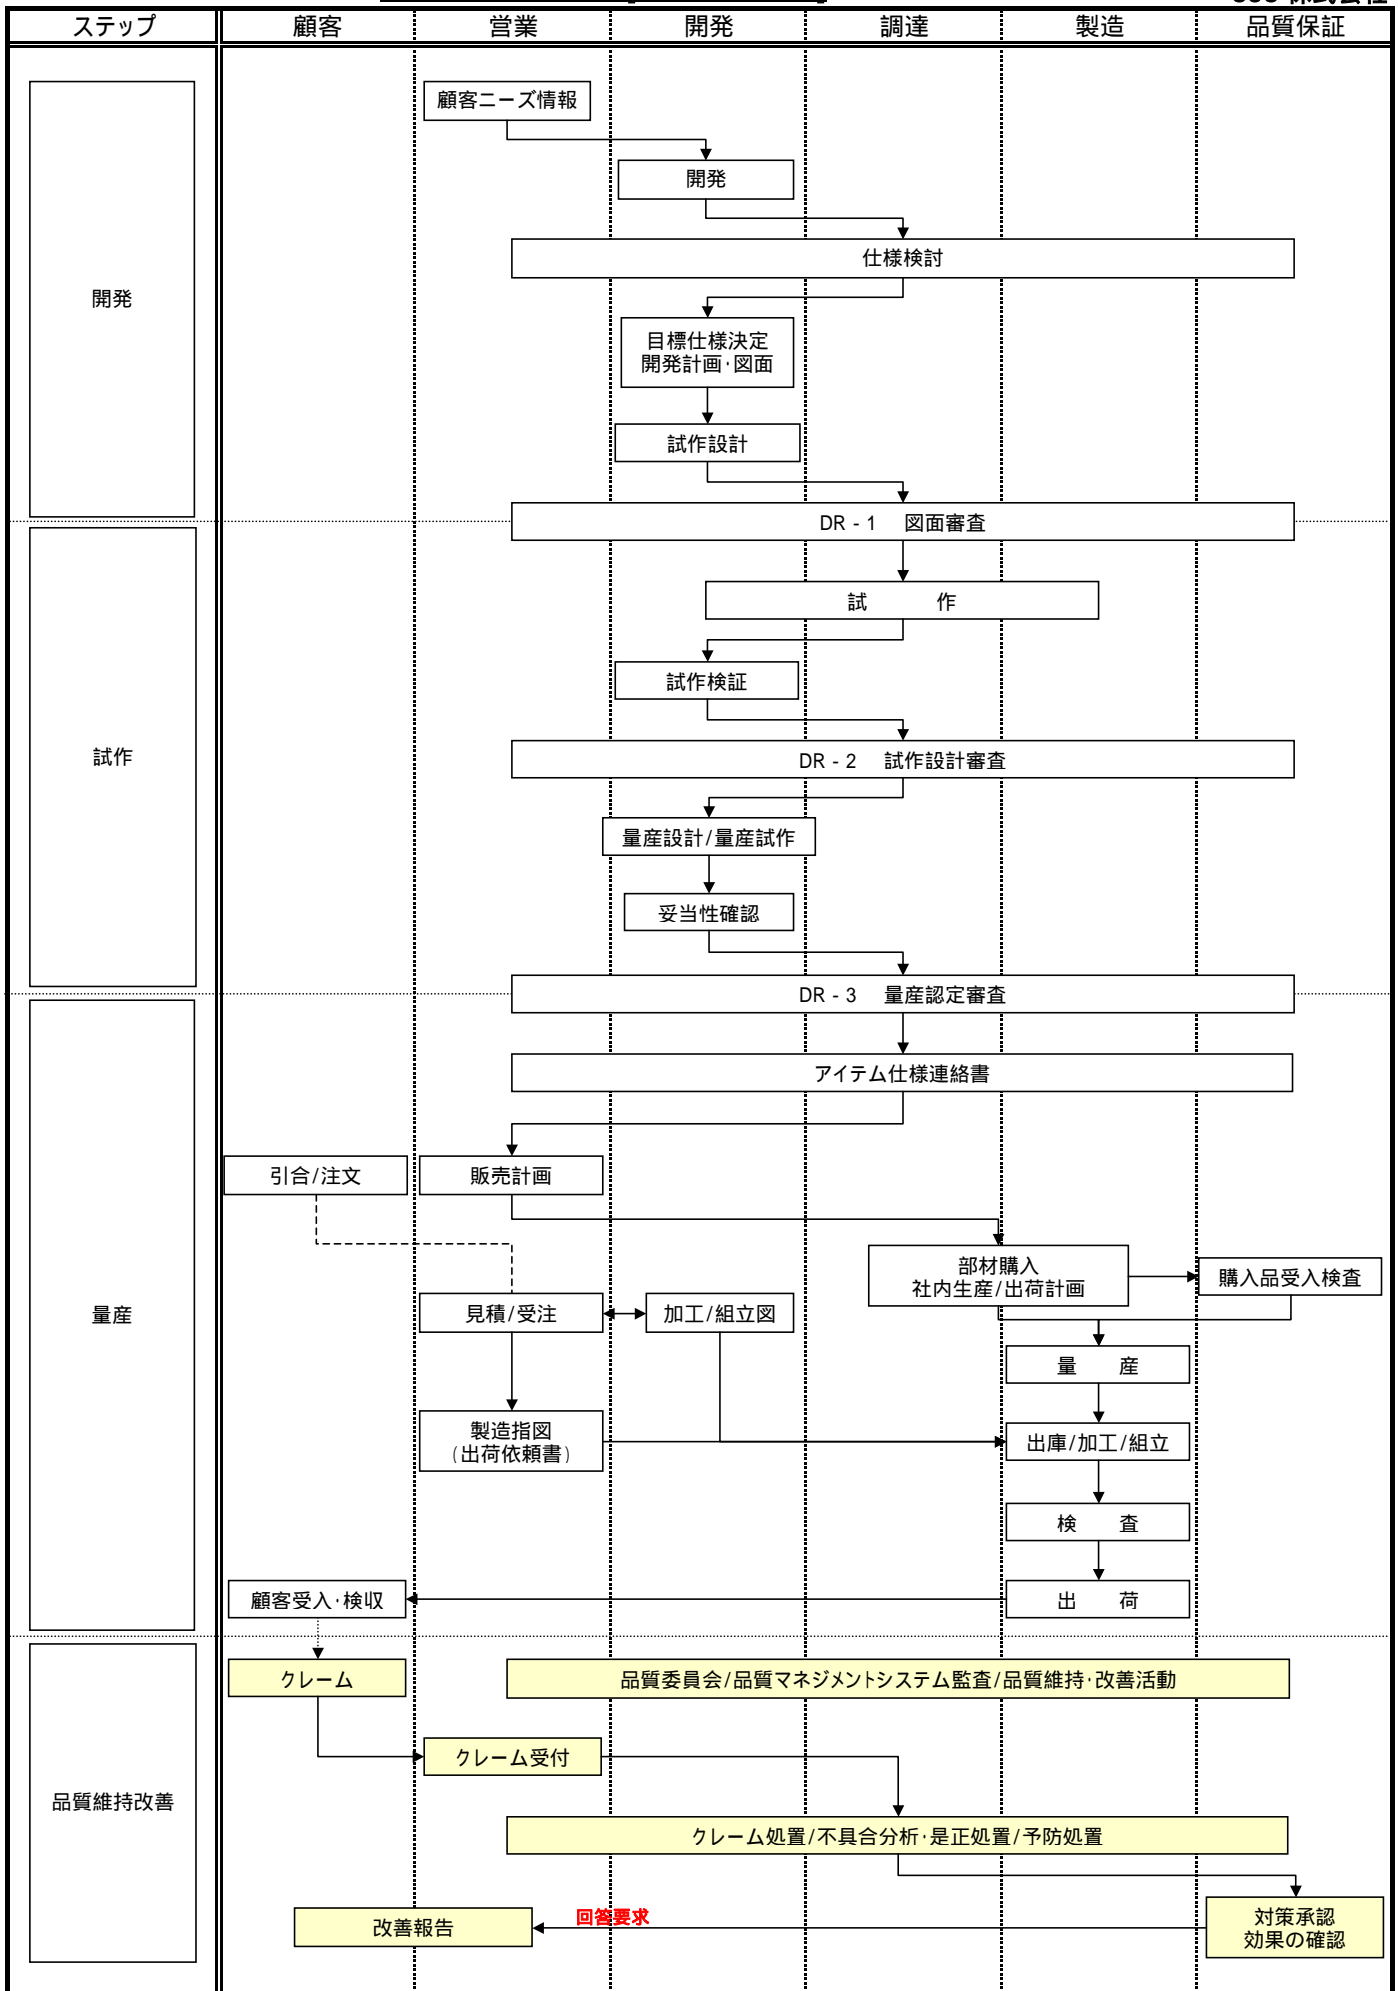 ステップ 顧客 営業 開発 調達 製造 品質保証
顧客ニーズ情報
開発
仕様検討
開発
目標仕様決定
開発計画・図面
試作設計
DR - 1 図面審査
試 作
試作検証
試作
DR - 2 試作設計審査
量産設計/量産試作
妥当性確認
DR - 3 量産認定審査
アイテム仕様連絡書
引合/注文 販売計画
部材購入
社内生産/出荷計画
購入品受入検査
量産
見積/受注 加工/組立図
量 産
製造指図
(出荷依頼書)
出庫/加工/組立
検 査
顧客受入・検収 出 荷
クレーム 品質委員会/品質マネジメントシステム監査/品質維持・改善活動
クレーム受付
品質維持改善
クレーム処置/不具合分析・是正処置/予防処置
回答要求
改善報告
対策承認
効果の確認